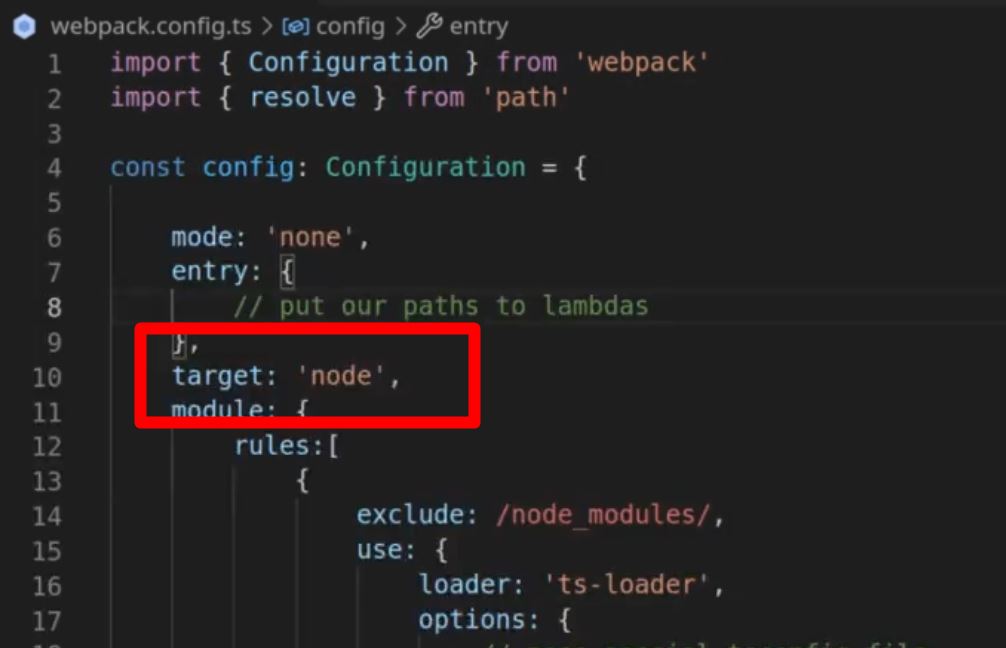 webpack.config.ts > config > entry
1 import { Configuration } from 'webpack'
2 import { resolve } from 'path'
3
4 const config: Configuration = {
5
6 mode: 'none',
7 entry: {
8 // put our paths to lambdas
9 },
10 target: 'node',
11 module: {
12 rules:[
13 {
14 exclude: /node_modules/,
15 use: {
16 loader: 'ts-loader',
17 options: {